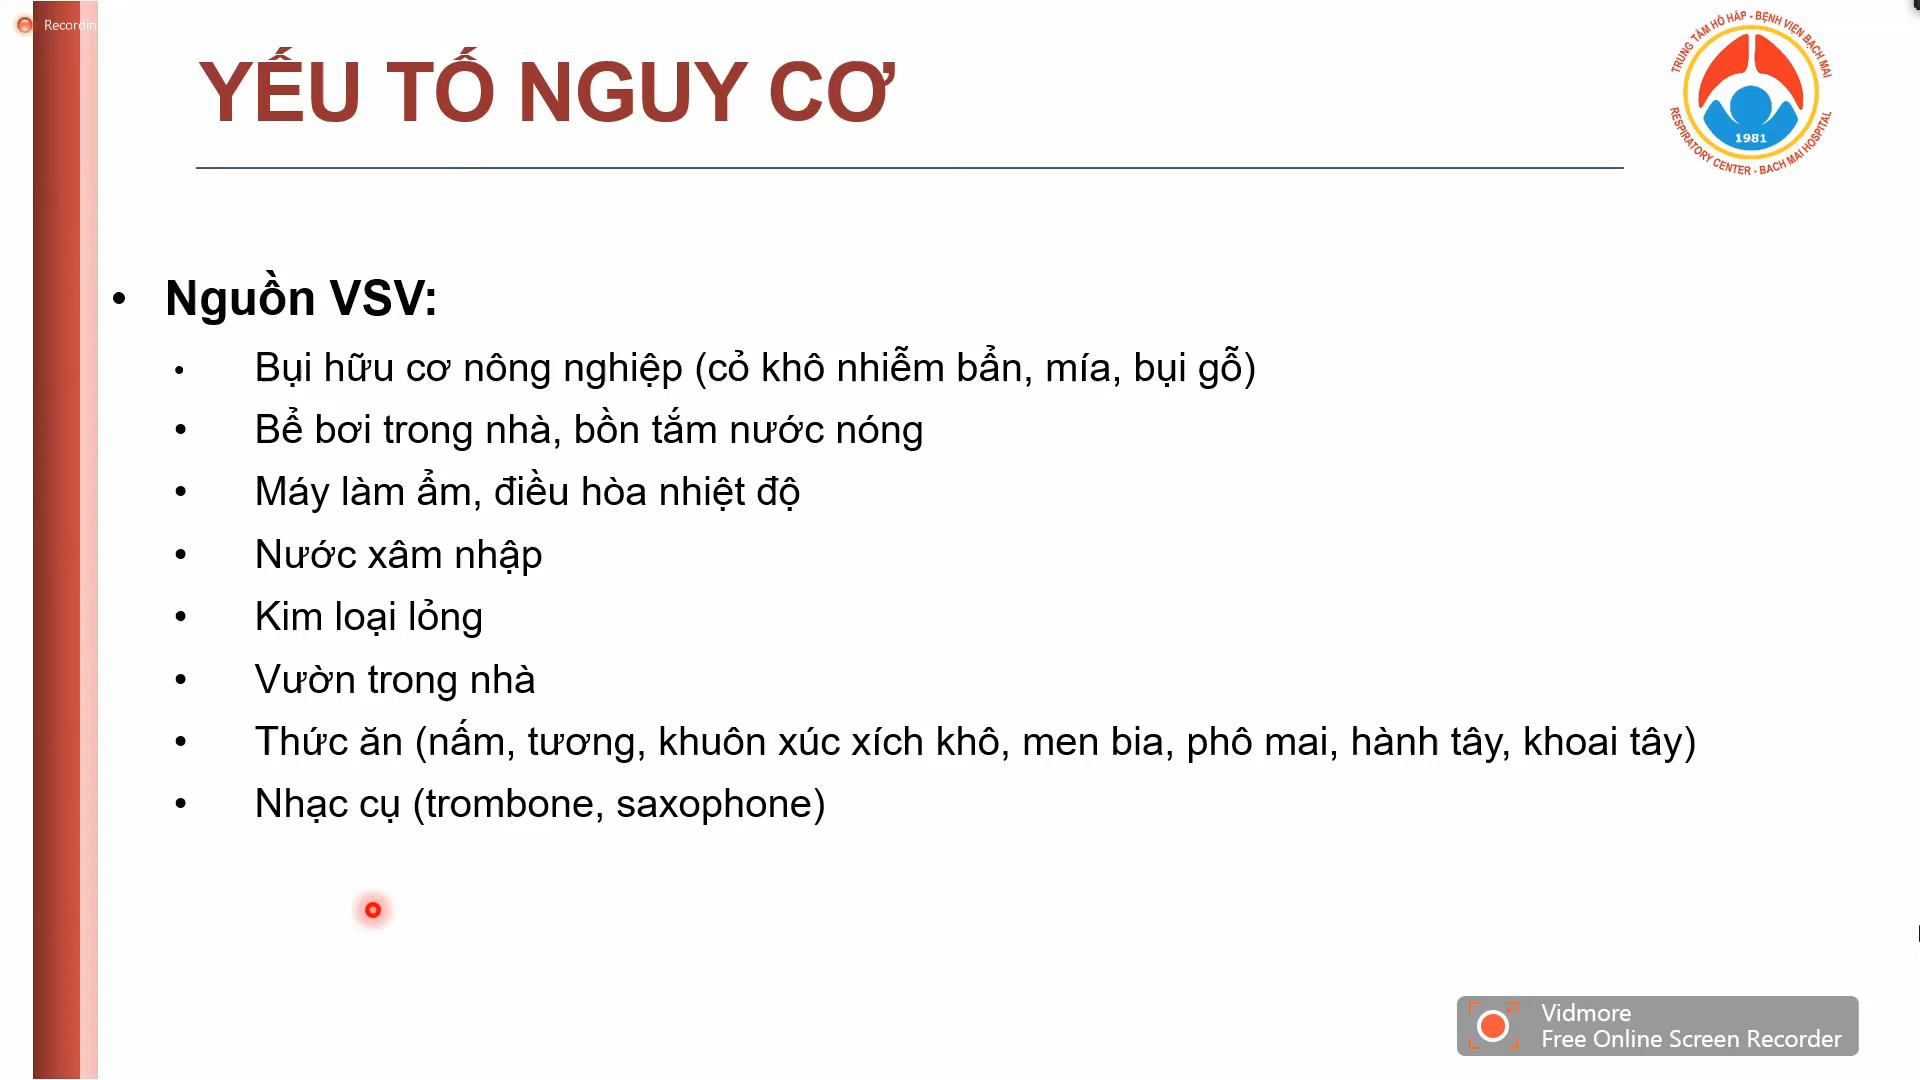 Recordin
YẾU TỐ NGUY CƠ
TRUNG TÂM HÔ HẤP - BỆNH VIỆN BẠCH MAI
1981
RESPIRATORY CENTER - BACH MAI HOSPITAL
• Nguồn VSV:
• Bụi hữu cơ nông nghiệp (cỏ khô nhiễm bẩn, mía, bụi gỗ)
• Bể bơi trong nhà, bồn tắm nước nóng
• Máy làm ẩm, điều hòa nhiệt độ
• Nước xâm nhập
• Kim loại lỏng
• Vườn trong nhà
• Thức ăn (nấm, tương, khuôn xúc xích khô, men bia, phô mai, hành tây, khoai tây)
• Nhạc cụ (trombone, saxophone)
Vidmore
Free Online Screen Recorder